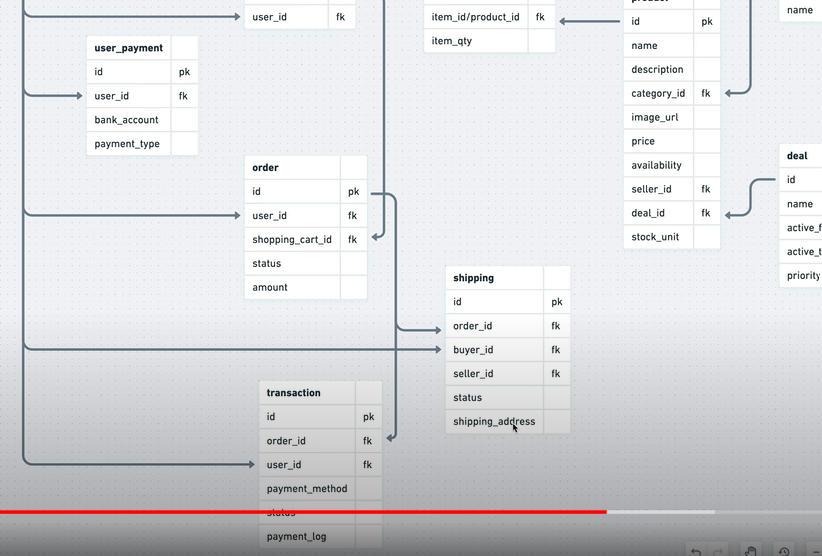 user_id fk
user_payment
id pk
user_id fk
bank_account
payment_type
order
id pk
user_id fk
shopping_cart_id fk
status
amount
transaction
id pk
order_id fk
user_id fk
payment_method
status
payment_log
item_id/product_id fk
item_qty
shipping
id pk
order_id fk
buyer_id fk
seller_id fk
status
shipping_address
id pk
name
description
category_id fk
image_url
price
availability
seller_id fk
deal_id fk
stock_unit
name
deal
id
name
active_f
active_t
priority